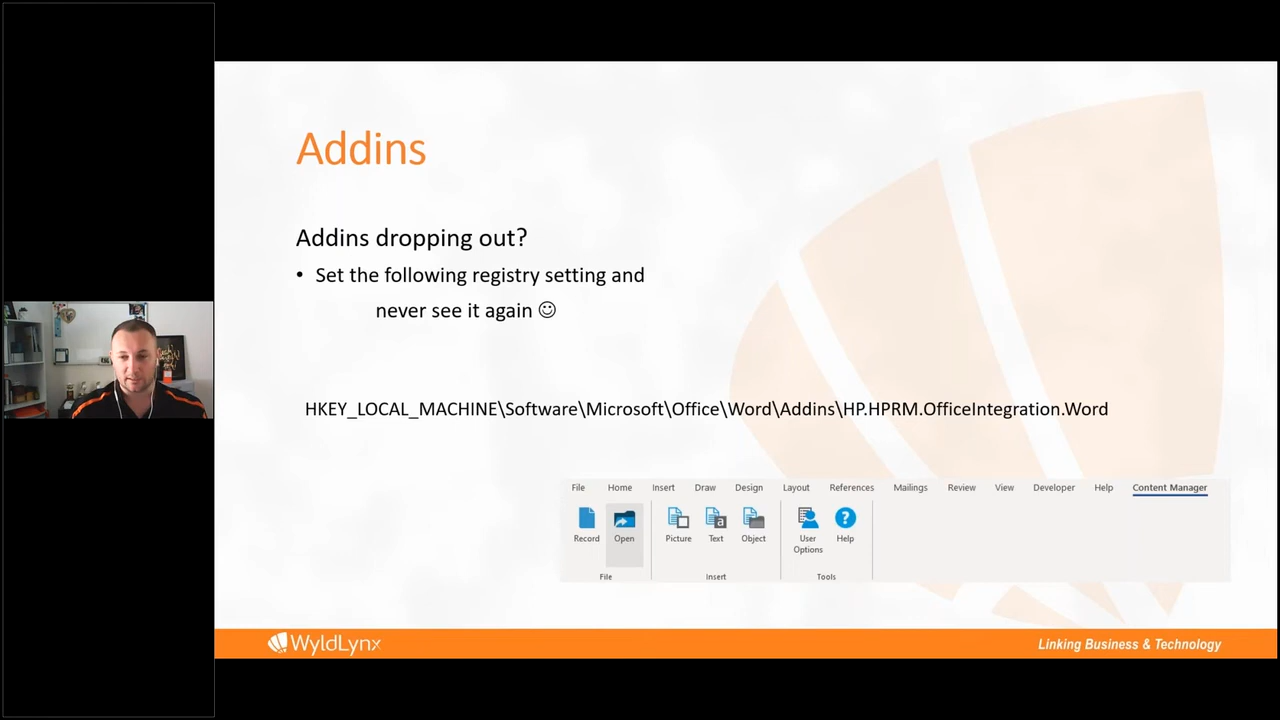 Addins
Addins dropping out?
• Set the following registry setting and
never see it again ☺
HKEY_LOCAL_MACHINE\Software\Microsoft\Office\Word\Addins\HP.HPRM.OfficeIntegration.Word
File Home Insert Draw Design Layout References Mailings Review View Developer Help Content Manager
Record Open Picture Text a Object User Options ? Help
File Insert Tools
WyldLynx
Linking Business & Technology